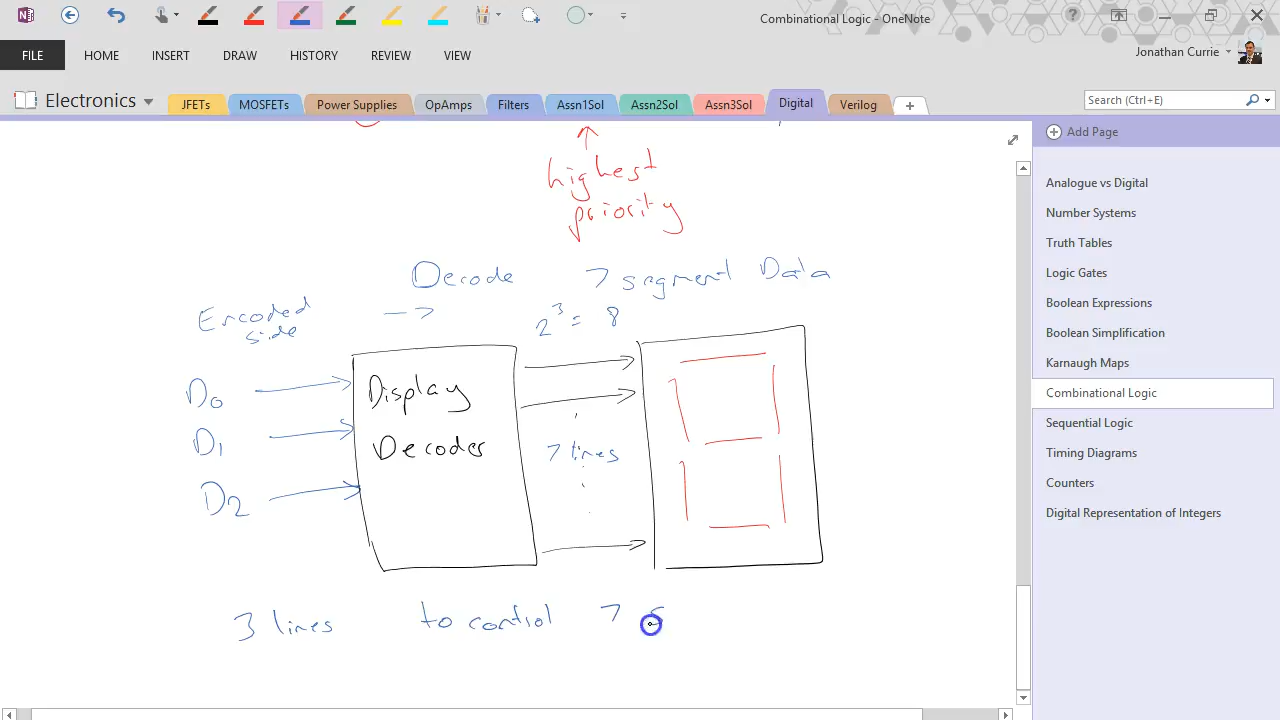 Combinational Logic - OneNote
?
FILE
HOME
INSERT
DRAW
HISTORY
REVIEW
VIEW
Jonathan Currie
Electronics
JFETs
MOSFETs
Power Supplies
OpAmps
Filters
Assn1Sol
Assn2Sol
Assn3Sol
Digital
Verilog
Search (Ctrl+E)
Add Page
Analogue vs Digital
Number Systems
Truth Tables
Logic Gates
Boolean Expressions
Boolean Simplification
Karnaugh Maps
Combinational Logic
Sequential Logic
Timing Diagrams
Counters
Digital Representation of Integers
highest
priority
Decode 7 segment Data
Encoded
side
2³ = 8
D₀
D₁
D₂
Display
Decoder
7 lines
3 lines to control 7 s